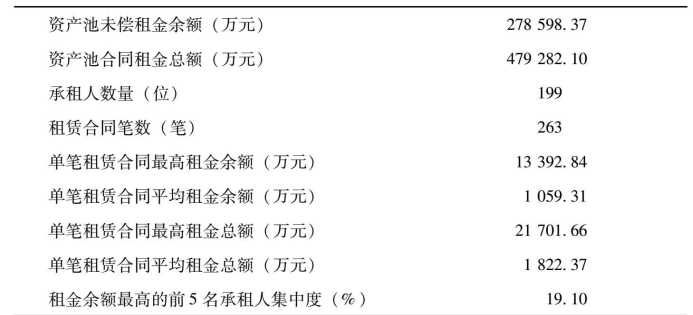 资产池未偿租金余额(万元) 278 598.37
资产池合同租金总额(万元) 479 282.10
承租人数量(位) 199
租赁合同笔数(笔) 263
单笔租赁合同最高租金余额(万元) 13 392.84
单笔租赁合同平均租金余额(万元) 1 059.31
单笔租赁合同最高租金总额(万元) 21 701.66
单笔租赁合同平均租金总额(万元) 1 822.37
租金余额最高的前5名承租人集中度(%) 19.10